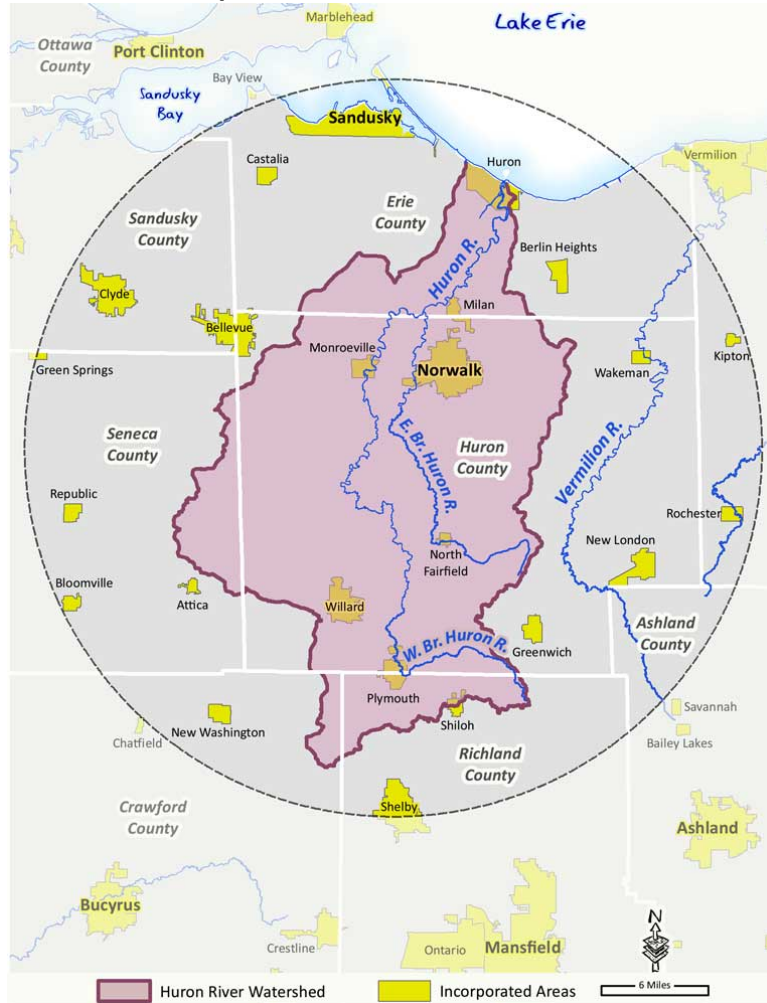 Marblehead
Lake Erie
Ottawa
County
Port Clinton
Bay View
Sandusky
Bay
Sandusky
Castalia
Huron
Vermilion
Sandusky
County
Erie
County
Berlin Heights
Huron R.
Clyde
Milan
Bellevue
Monroeville
Norwalk
Wakeman
Kipton
Green Springs
Seneca
County
E. Br. Huron R.
Huron
County
Vermilion R.
Republic
Rochester
North
Fairfield
New London
Bloomville
Attica
Willard
Ashland
County
W. Br. Huron R.
Greenwich
Plymouth
Savannah
New Washington
Shiloh
Chatfield
Bailey Lakes
Richland
County
Crawford
County
Shelby
Ashland
Bucyrus
N
Crestline
Ontario
Mansfield
Huron River Watershed
Incorporated Areas
6 Miles